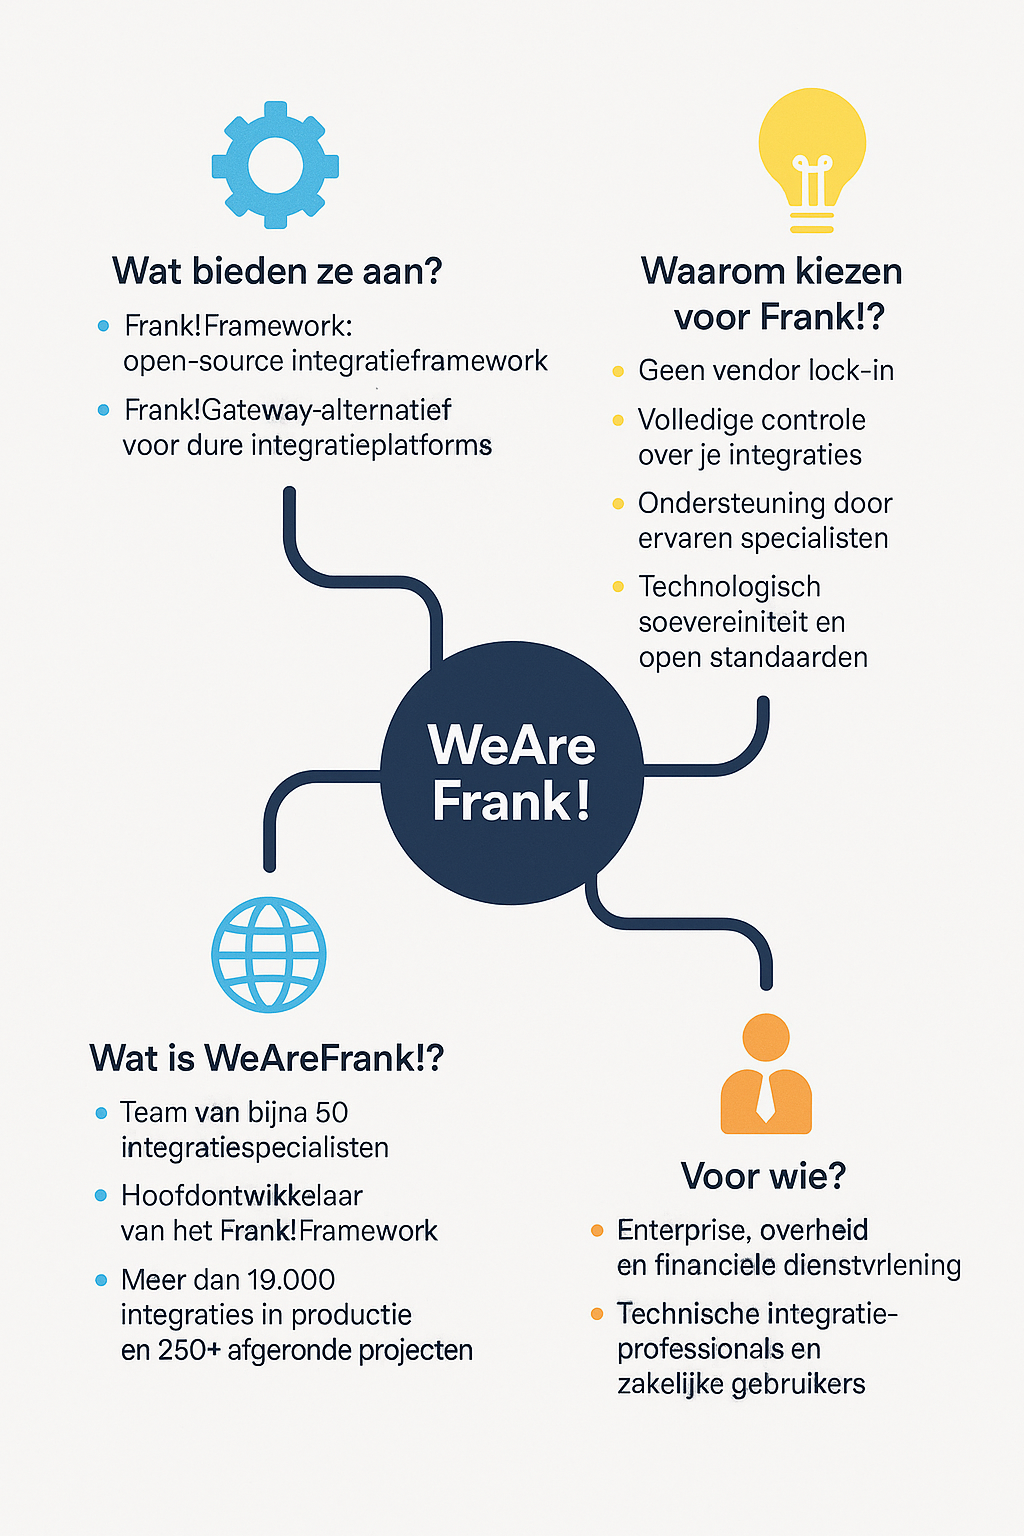 Wat bieden ze aan?
Frank!Framework:
open-source integratieframework
Frank!Gateway-alternatief
voor dure integratieplatforms
Waarom kiezen
voor Frank!?
Geen vendor lock-in
Volledige controle
over je integraties
Ondersteuning door
ervaren specialisten
Technologisch
soevereiniteit en
open standaarden
WeAre
Frank!
Wat is WeAreFrank!?
Team van bijna 50
integratiespecialisten
Hoofdontwikkelaar
van het Frank!Framework
Meer dan 19.000
integraties in productie
en 250+ afgeronde projecten
Voor wie?
Enterprise, overheid
en financiele dienstvrlening
Technische integratie-
professionals en
zakelijke gebruikers